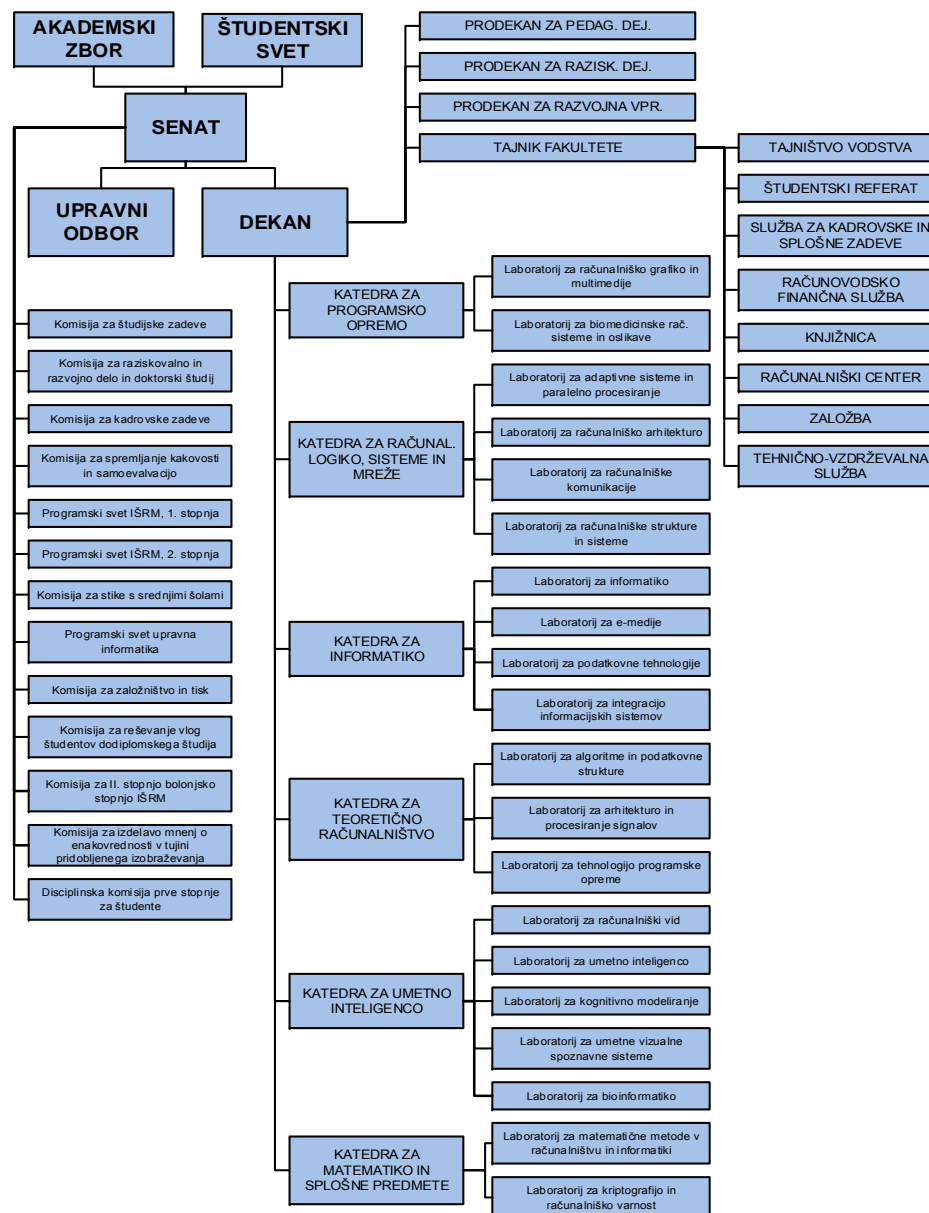 AKADEMSKI
ZBOR
ŠTUDENTSKI
SVET
SENAT
UPRAVNI
ODBOR
DEKAN
PRODEKAN ZA PEDAG. DEJ.
PRODEKAN ZA RAZISK. DEJ.
PRODEKAN ZA RAZVOJNA VPR.
TAJNIK FAKULTETE
TAJNIŠTVO VODSTVA
ŠTUDENTSKI REFERAT
SLUŽBA ZA KADROVSKE IN
SPLOŠNE ZADEVE
RAČUNOVODSKO
FINANČNA SLUŽBA
KNJIŽNICA
RAČUNALNIŠKI CENTER
ZALOŽBA
TEHNIČNO-VZDRŽEVALNA
SLUŽBA
Komisija za študijske zadeve
Komisija za raziskovalno in
razvojno delo in doktorski študij
Komisija za kadrovske zadeve
Komisija za spremljanje kakovosti
in samoevalvacijo
Programski svet IŠRM, 1. stopnja
Programski svet IŠRM, 2. stopnja
Komisija za stike s srednjimi šolami
Programski svet upravna
informatika
Komisija za založništvo in tisk
Komisija za reševanje vlog
študentov dodiplomskega študija
Komisija za II. stopnjo bolonjsko
stopnjo IŠRM
Komisija za izdelavo mnenj o
enakovrednosti v tujini
pridobljenega izobraževanja
Disciplinska komisija prve stopnje
za študente
KATEDRA ZA
PROGRAMSKO
OPREMO
Laboratorij za računalniško grafiko in
multimedije
Laboratorij za biomedicinske rač.
sisteme in oslikave
KATEDRA ZA RAČUNAL.
LOGIKO, SISTEME IN
MREŽE
Laboratorij za adaptivne sisteme in
paralelno procesiranje
Laboratorij za računalniško arhitekturo
Laboratorij za računalniške
komunikacije
Laboratorij za računalniške strukture
in sisteme
KATEDRA ZA
INFORMATIKO
Laboratorij za informatiko
Laboratorij za e-medije
Laboratorij za podatkovne tehnologije
Laboratorij za integracijo
informacijskih sistemov
KATEDRA ZA
TEORETIČNO
RAČUNALNIŠTVO
Laboratorij za algoritme in podatkovne
strukture
Laboratorij za arhitekturo in
procesiranje signalov
Laboratorij za tehnologijo programske
opreme
KATEDRA ZA UMETNO
INTELIGENCO
Laboratorij za računalniški vid
Laboratorij za umetno inteligenco
Laboratorij za kognitivno modeliranje
Laboratorij za umetne vizualne
spoznavne sisteme
Laboratorij za bioinformatiko
KATEDRA ZA
MATEMATIKO IN
SPLOŠNE PREDMETE
Laboratorij za matematične metode v
računalništvu in informatiki
Laboratorij za kriptografijo in
računalniško varnost